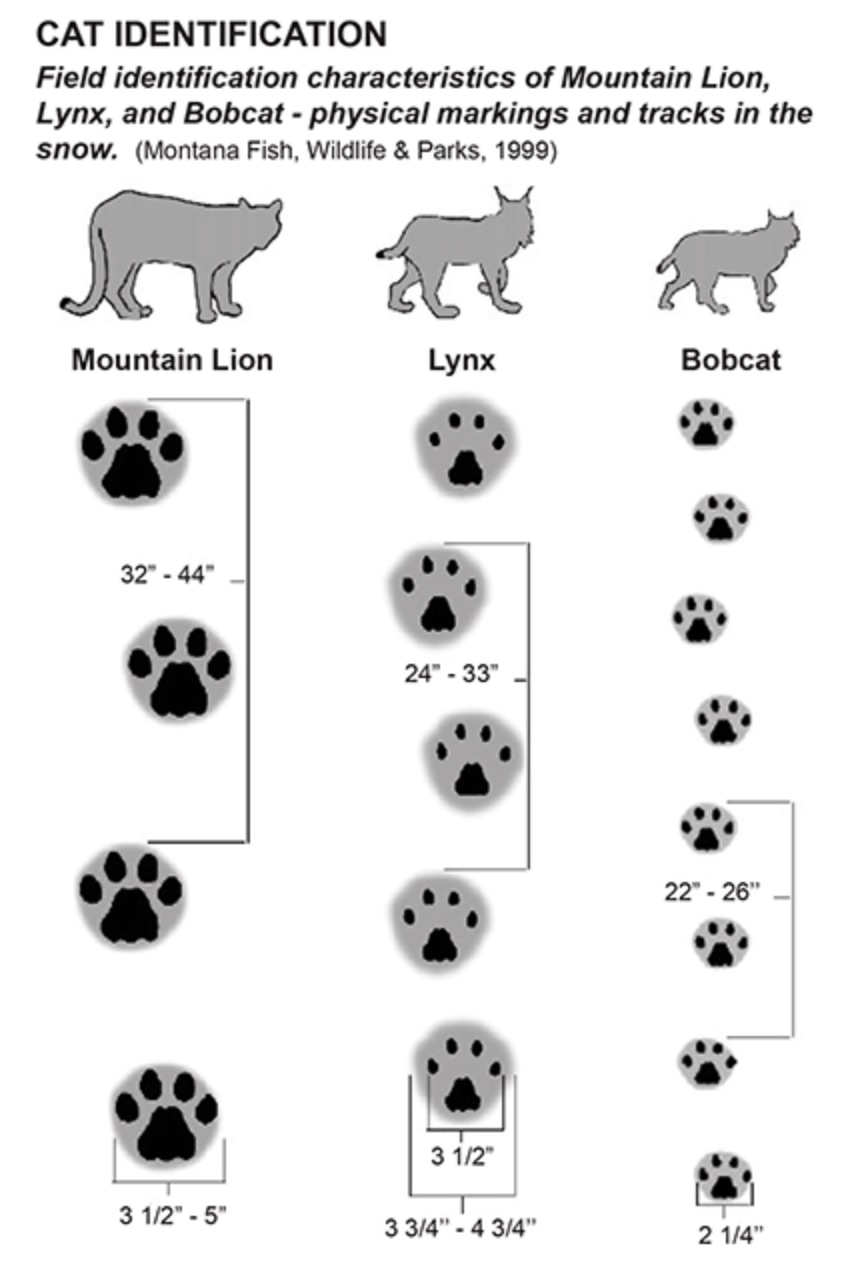 CAT IDENTIFICATION
Field identification characteristics of Mountain Lion,
Lynx, and Bobcat - physical markings and tracks in the
snow. (Montana Fish, Wildlife & Parks, 1999)
Mountain Lion
Lynx
Bobcat
32” - 44”
24” - 33”
22” - 26”
3 1/2”
3 1/2” - 5”
3 3/4” - 4 3/4”
2 1/4”